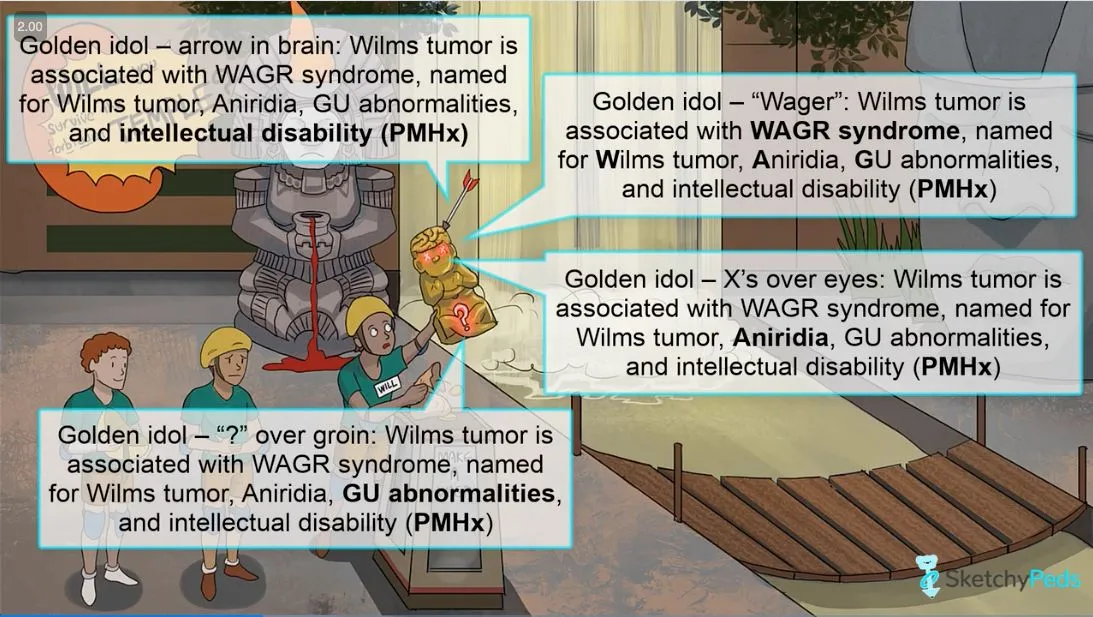 2.00
Golden idol – arrow in brain: Wilms tumor is
associated with WAGR syndrome, named
for Wilms tumor, Aniridia, GU abnormalities,
and intellectual disability (PMHx)
Golden idol – “Wager”: Wilms tumor is
associated with WAGR syndrome, named
for Wilms tumor, Aniridia, GU abnormalities,
and intellectual disability (PMHx)
Golden idol – X’s over eyes: Wilms tumor is
associated with WAGR syndrome, named for
Wilms tumor, Aniridia, GU abnormalities,
and intellectual disability (PMHx)
?
WILL
Golden idol – “?” over groin: Wilms tumor is
associated with WAGR syndrome, named
for Wilms tumor, Aniridia, GU abnormalities,
and intellectual disability (PMHx)
MAKE
SketchyPeds